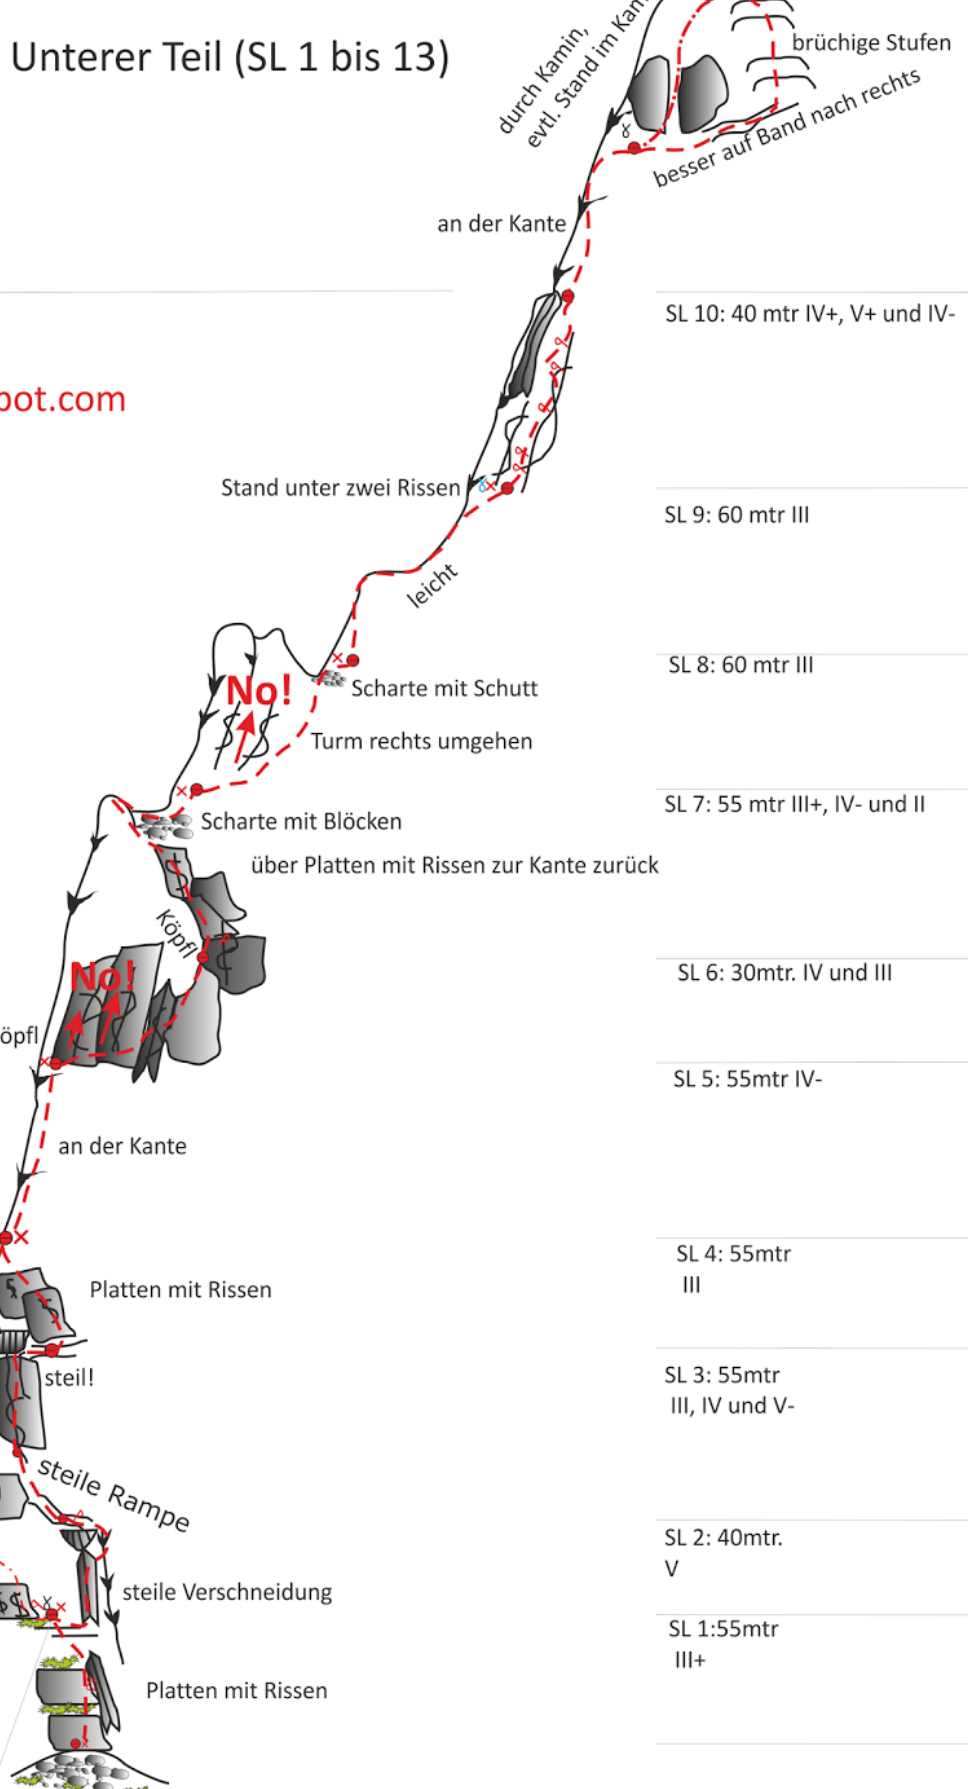 Unterer Teil (SL 1 bis 13)
durch Kamin,
evtl. Stand im
brüchige Stufen
besser auf Band nach rechts
an der Kante
SL 10: 40 mtr IV+, V+ und IV-
pot.com
Stand unter zwei Rissen
SL 9: 60 mtr III
leicht
SL 8: 60 mtr III
No!
Scharte mit Schutt
Turm rechts umgehen
SL 7: 55 mtr III+, IV- und II
Scharte mit Blöcken
über Platten mit Rissen zur Kante zurück
Köpfl
No!
SL 6: 30mtr. IV und III
öpfl
SL 5: 55mtr IV-
an der Kante
SL 4: 55mtr
III
Platten mit Rissen
steil!
SL 3: 55mtr
III, IV und V-
steile Rampe
SL 2: 40mtr.
V
steile Verschneidung
SL 1:55mtr
III+
Platten mit Rissen